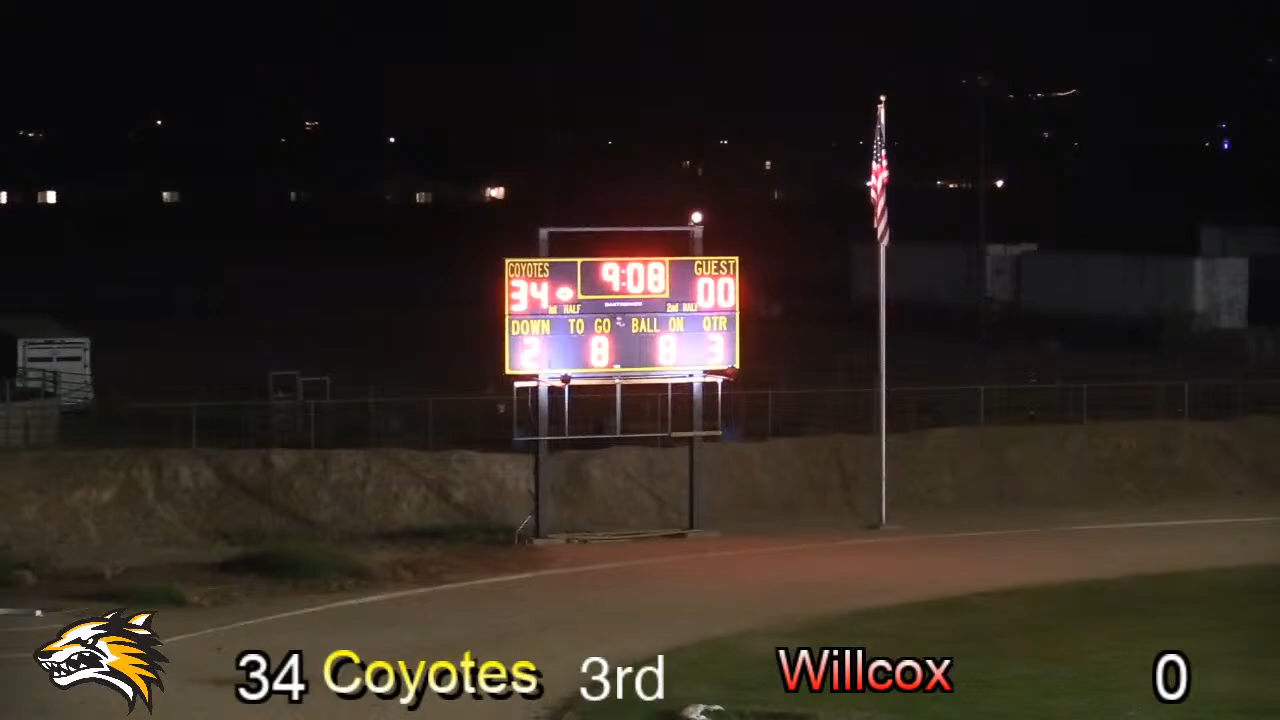 COYOTES 9:08 GUEST
34 00
1st HALF DAKTRONICS 2nd HALF
DOWN TO GO BALL ON QTR
2 8 8 3
34 Coyotes 3rd Willcox 0